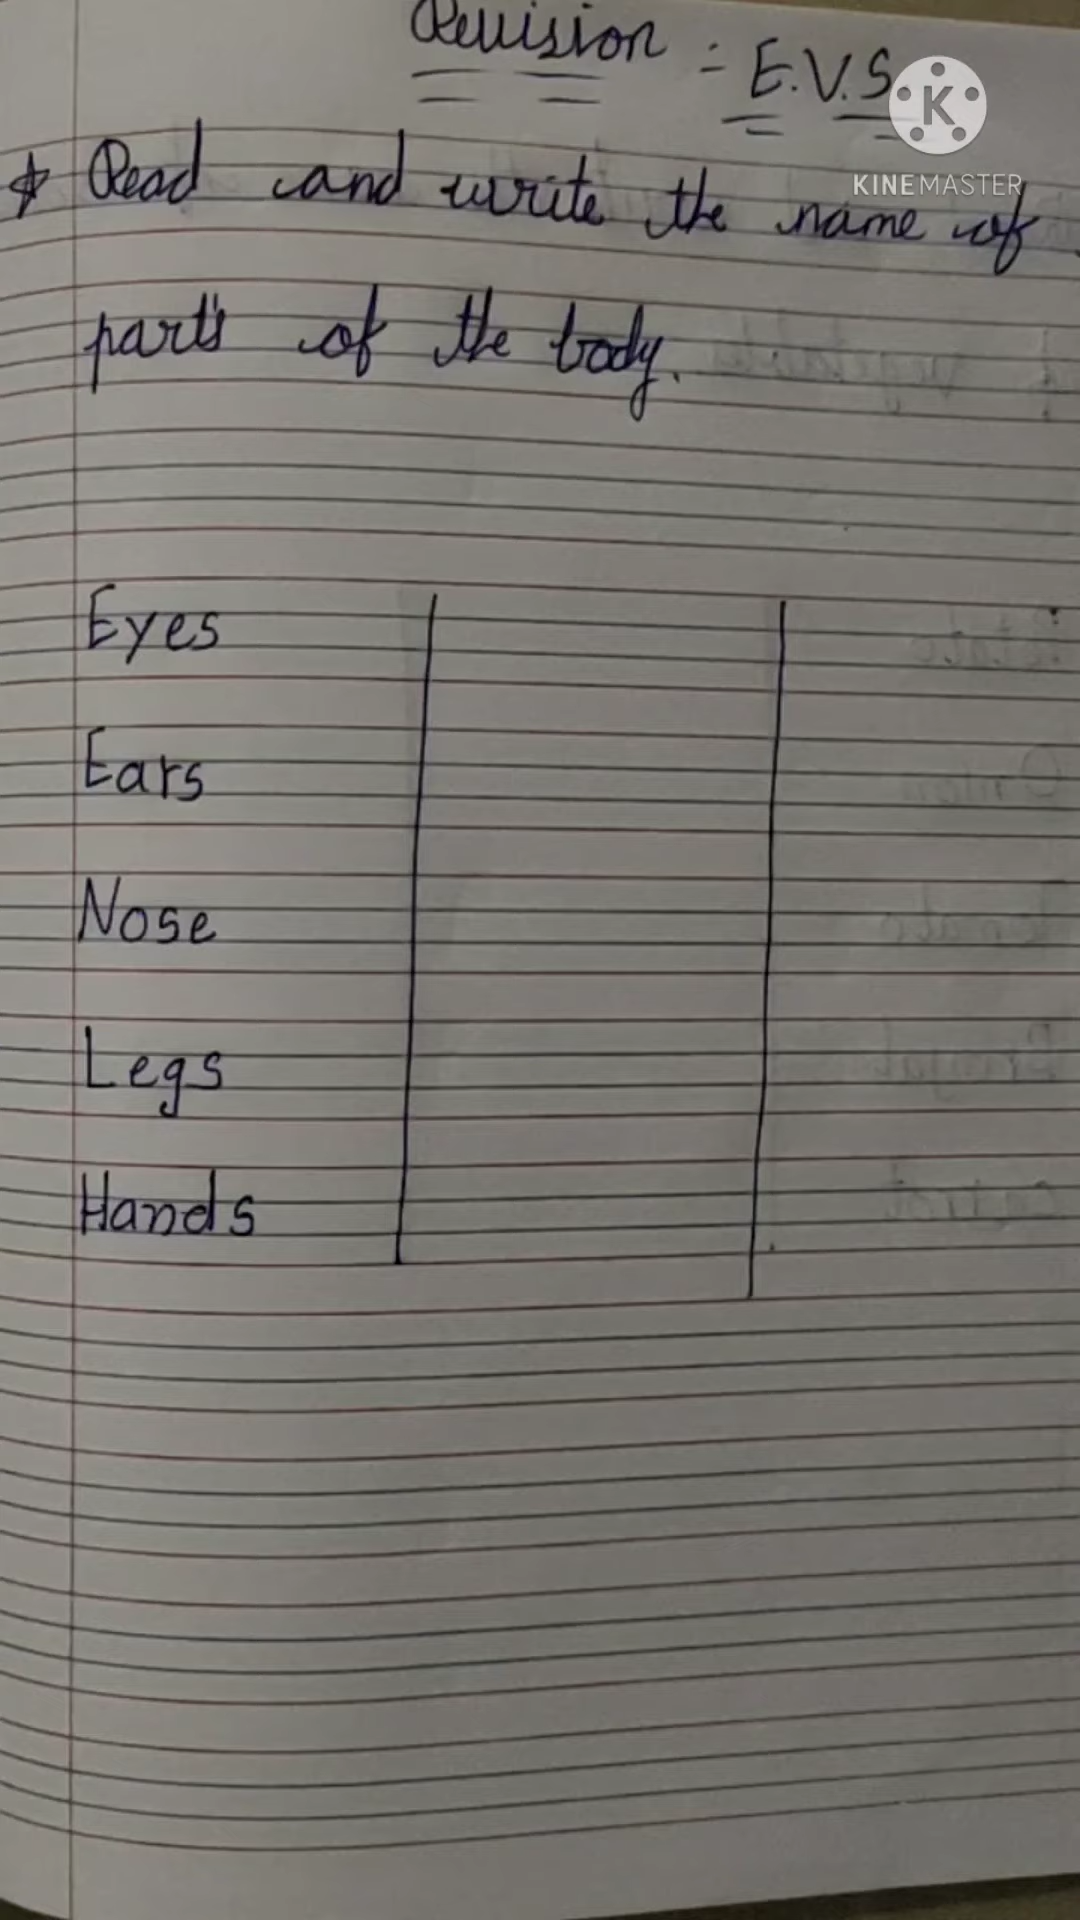 Revision :- E.V.S
KINEMASTER
* Read and write the name of
parts of the body.
Eyes
Ears
Nose
Legs
Hands